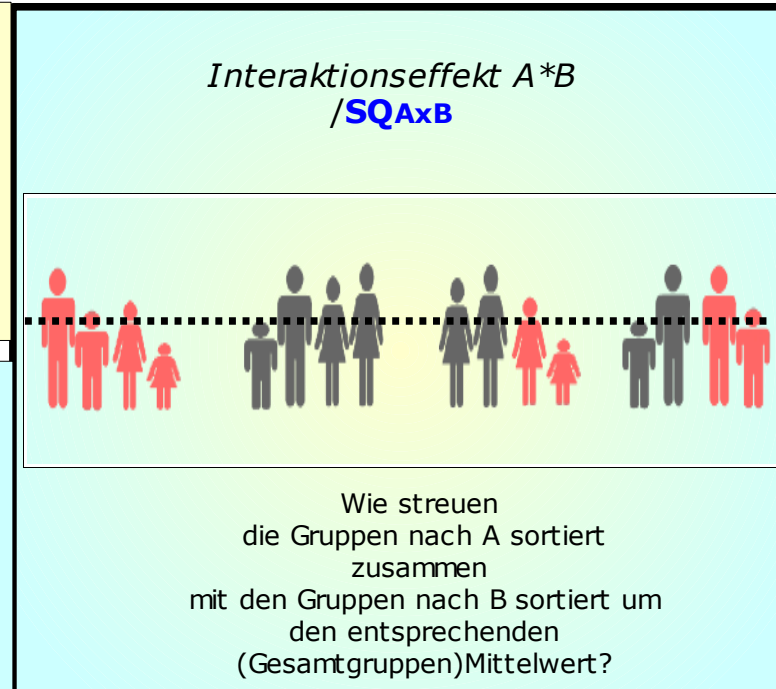 Interaktionseffekt A*B
/SQAxB
Wie streuen
die Gruppen nach A sortiert
zusammen
mit den Gruppen nach B sortiert um
den entsprechenden
(Gesamtgruppen)Mittelwert?